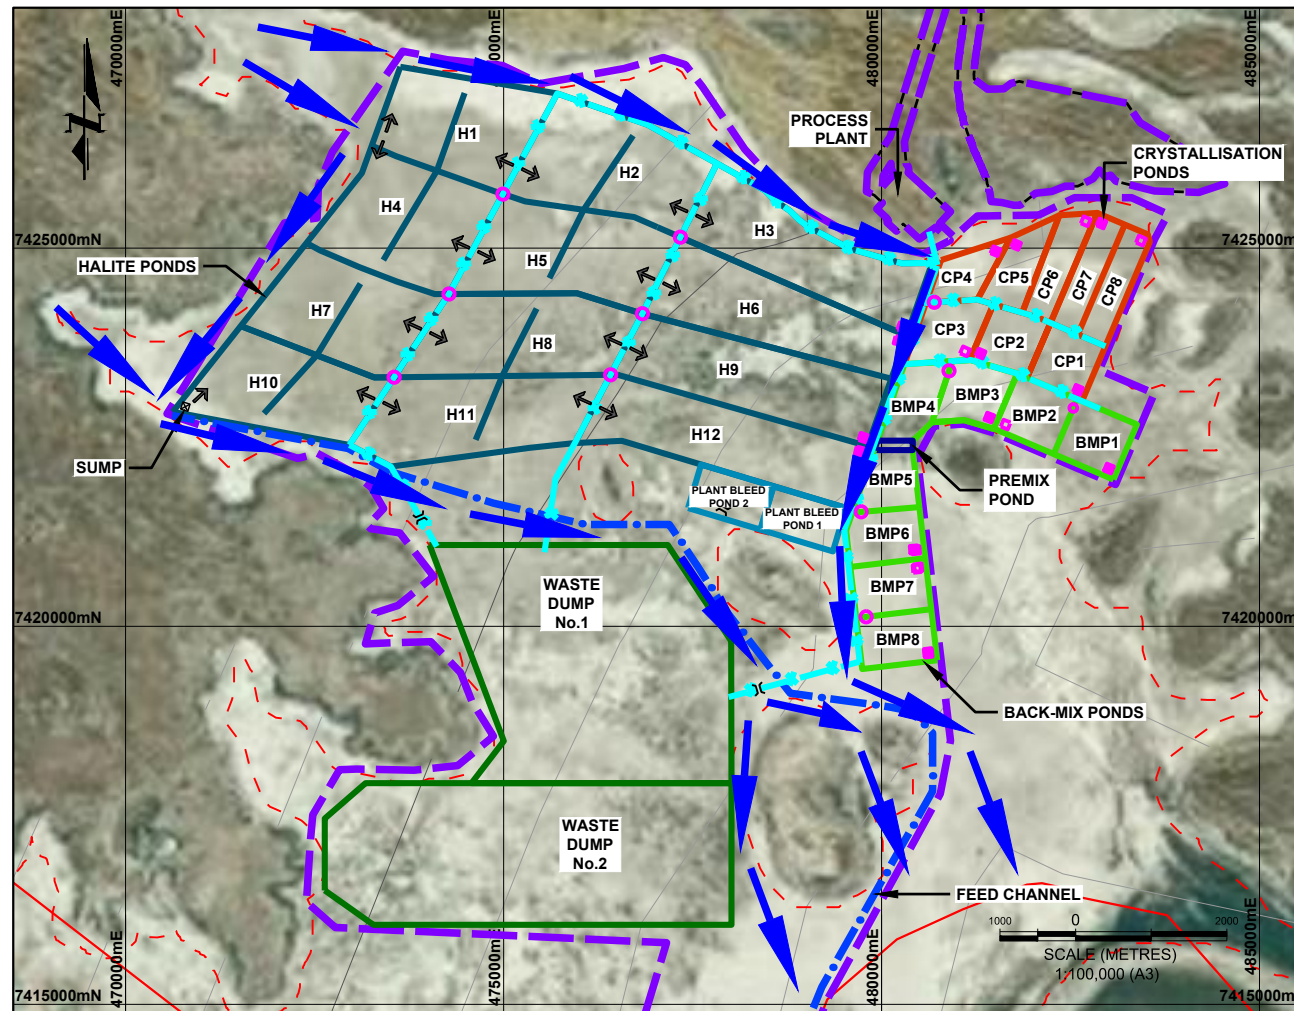 470000mE
480000mE
485000mE
PROCESS
PLANT
CRYSTALLISATION
PONDS
H1
H2
H3
H4
H5
H6
H7
H8
H9
H10
H11
H12
7425000mN
7425000m
HALITE PONDS
CP4
CP5
CP6
CP7
CP8
CP3
CP2
CP1
BMP4
BMP3
BMP2
BMP1
SUMP
PREMIX
POND
BMP5
PLANT BLEED
POND 2
PLANT BLEED
POND 1
BMP6
BMP7
BMP8
WASTE
DUMP
No.1
7420000mN
7420000m
BACK-MIX PONDS
WASTE
DUMP
No.2
FEED CHANNEL
1000
0
2000
SCALE (METRES)
1:100,000 (A3)
470000mE
475000mE
480000mE
485000mE
7415000mN
7415000m